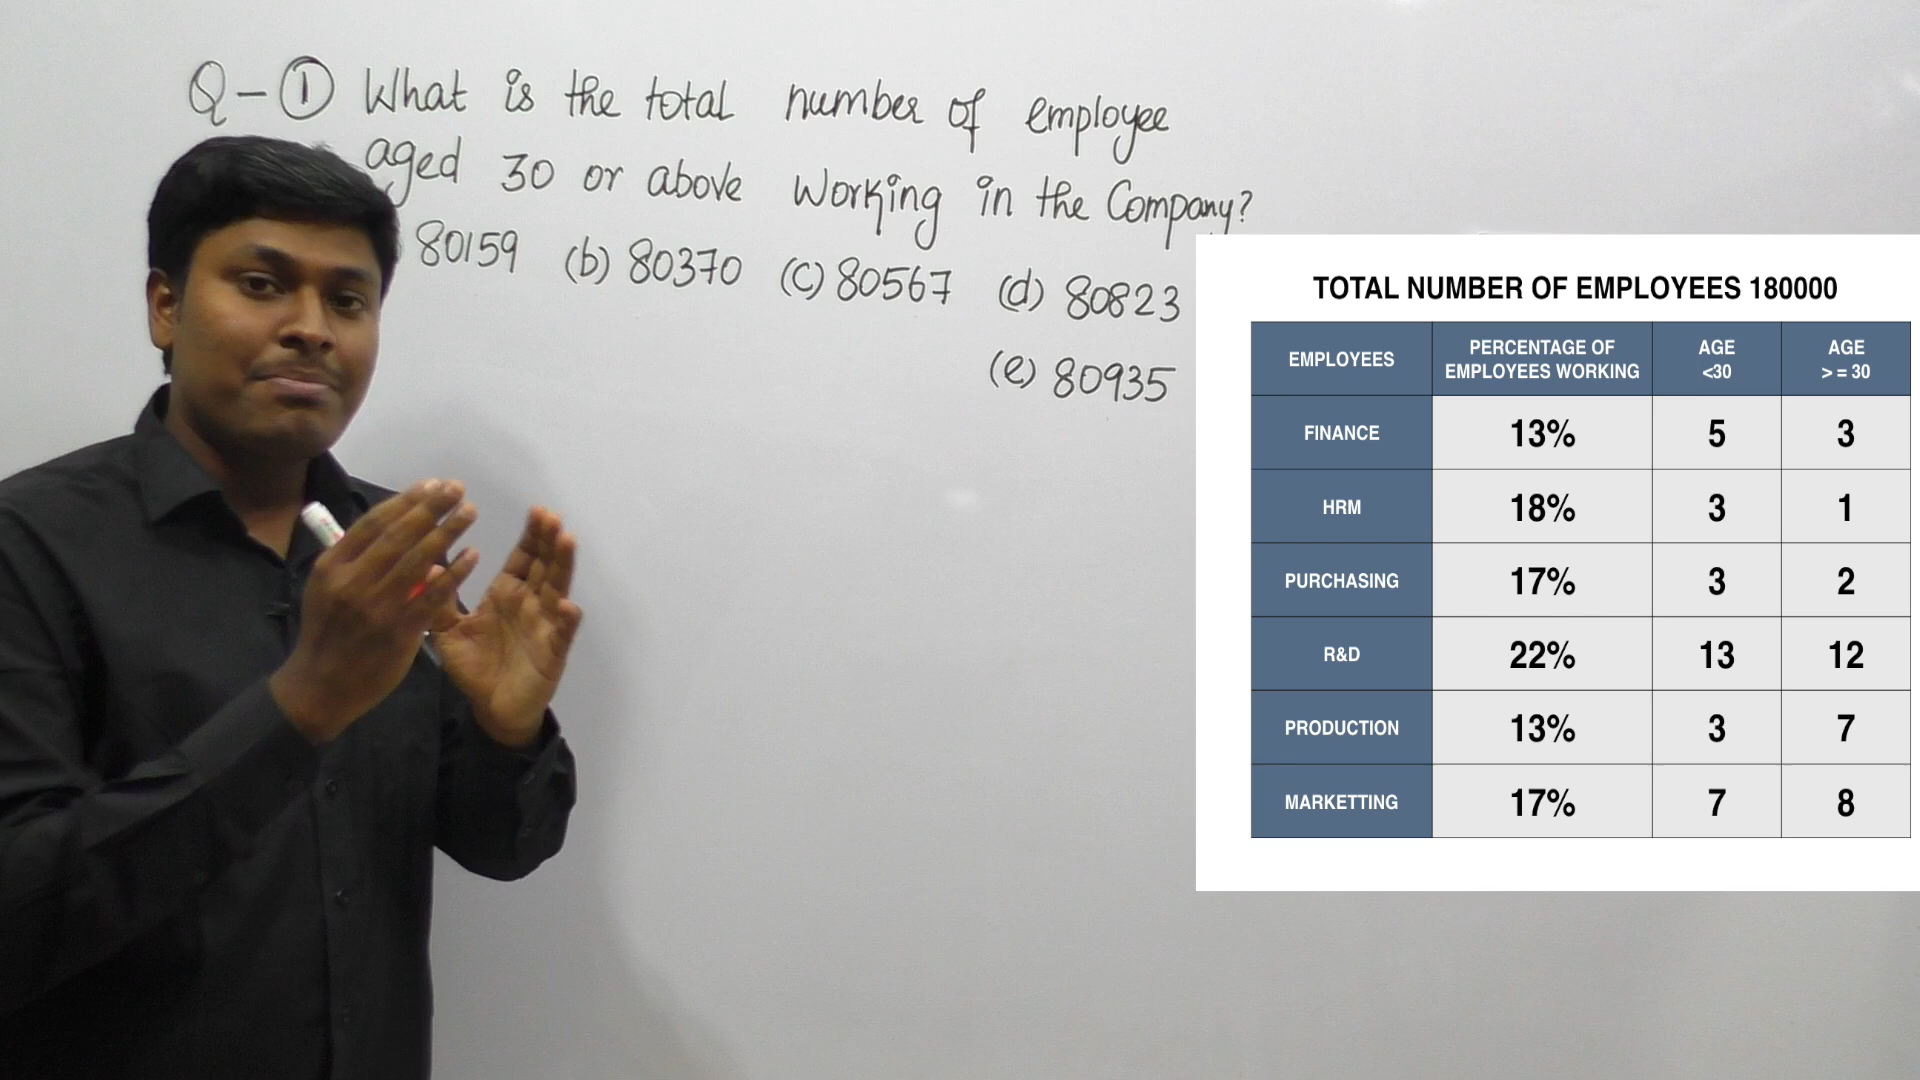 Q-① What is the total number of employee
aged 30 or above working in the Company?
) 80159 (b) 80370 (c) 80567 (d) 80823
(e) 80935
TOTAL NUMBER OF EMPLOYEES 180000
EMPLOYEES PERCENTAGE OF EMPLOYEES WORKING AGE <30 AGE > = 30
FINANCE 13% 5 3
HRM 18% 3 1
PURCHASING 17% 3 2
R&D 22% 13 12
PRODUCTION 13% 3 7
MARKETTING 17% 7 8